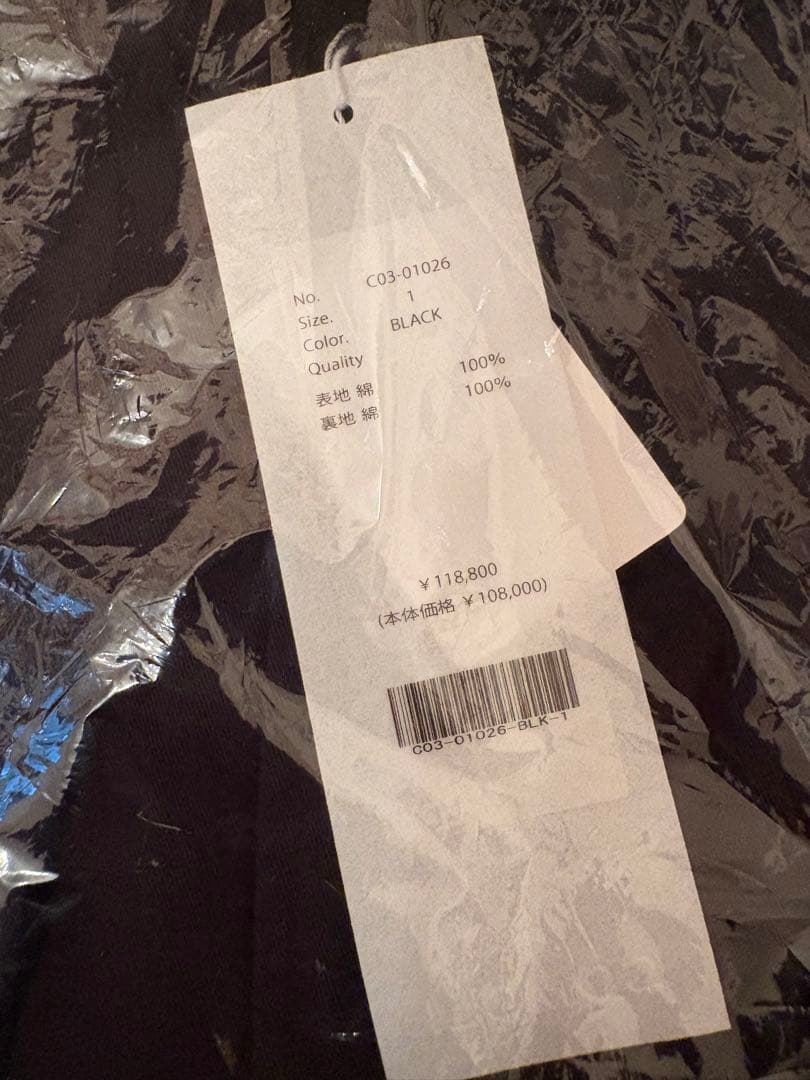 No. C03-01026
Size. 1
Color. BLACK
Quality
表地 綿 100%
裏地 綿 100%
¥118,800
(本体価格 ¥108,000)
C03-01026-BLK-1